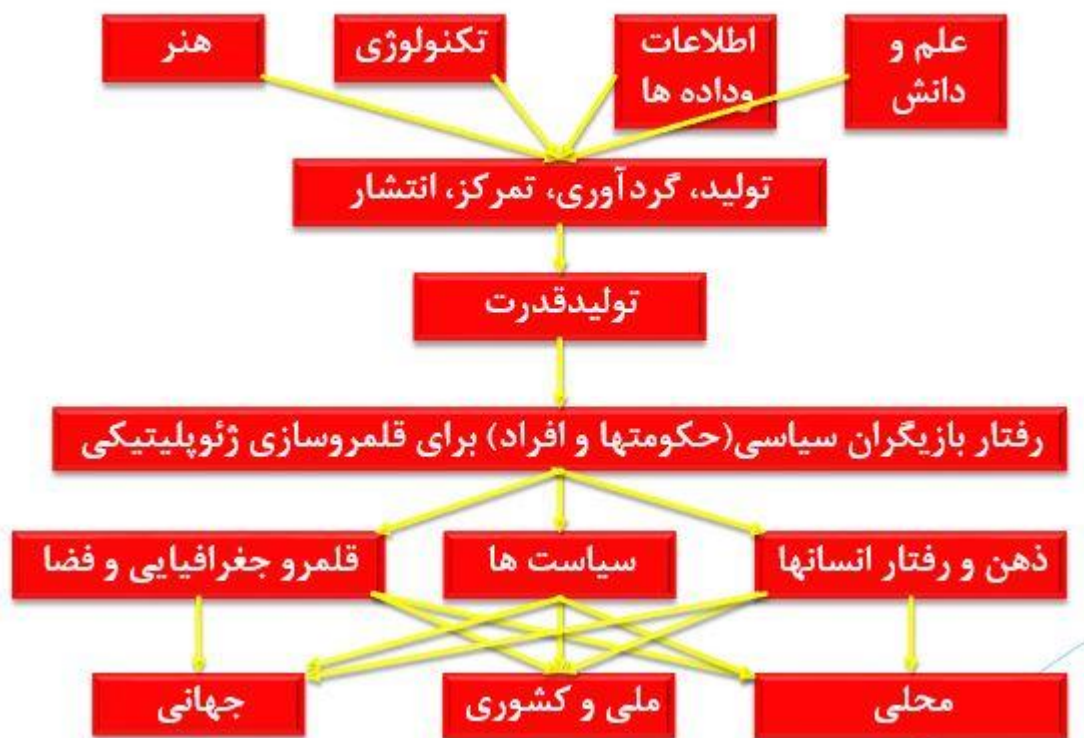 علم و
دانش
اطلاعات
وداده ها
تکنولوژی
هنر
تولید، گردآوری، تمرکز، انتشار
تولیدقدرت
رفتار بازیگران سیاسی(حکومتها و افراد) برای قلمروسازی ژئوپلیتیکی
ذهن و رفتار انسانها
سیاست ها
قلمرو جغرافیایی و فضا
محلی
ملی و کشوری
جهانی